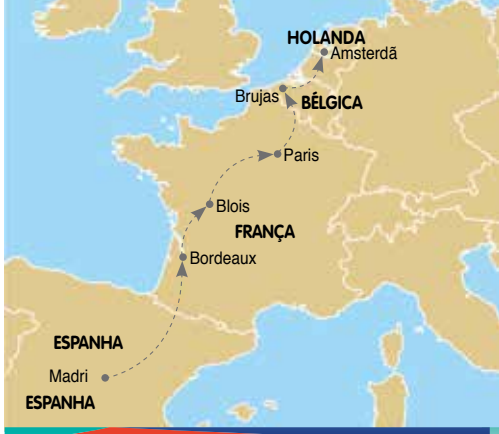 HOLANDA
Amsterdã
Brujas
BÉLGICA
Paris
Blois
FRANÇA
Bordeaux
ESPANHA
Madri
ESPANHA